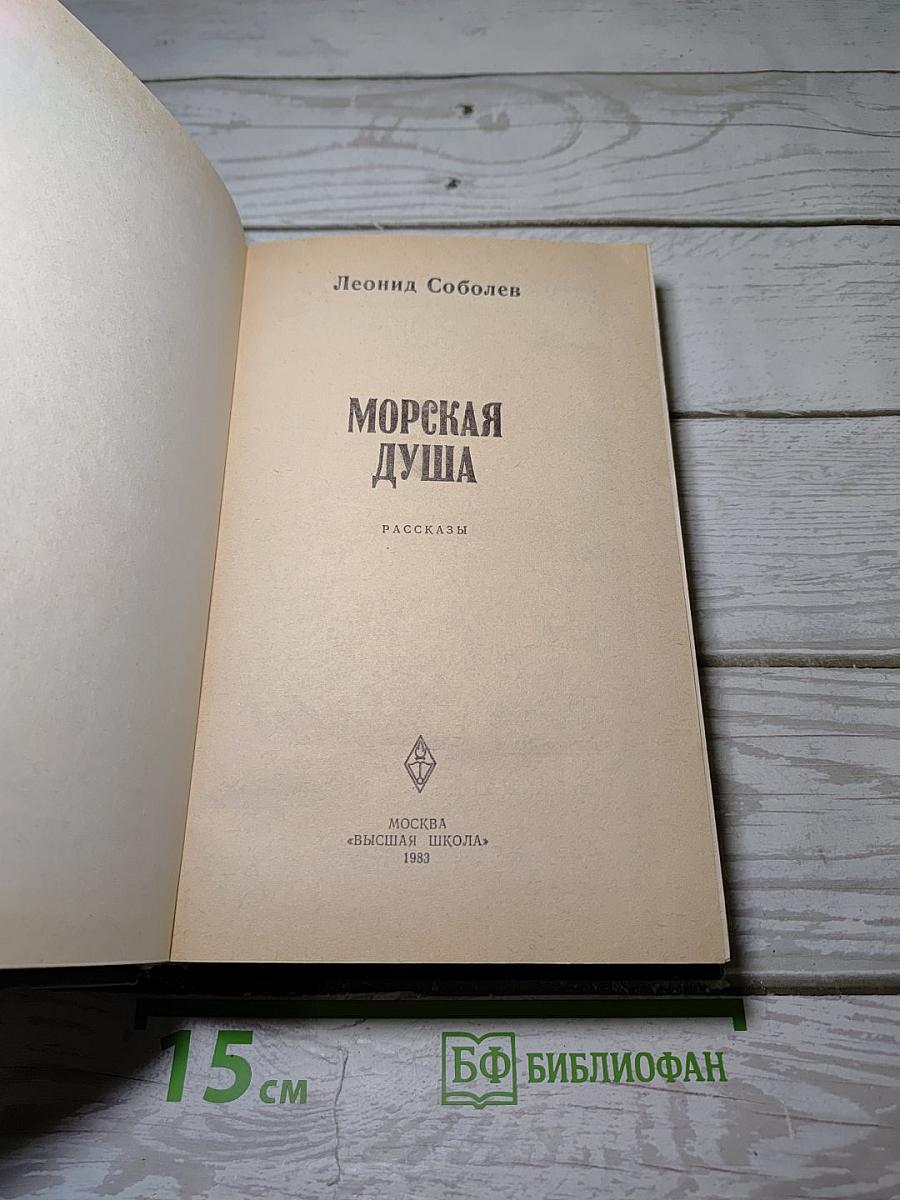 Леонид Соболев
МОРСКАЯ
ДУША
РАССКАЗЫ
МОСКВА
«ВЫСШАЯ ШКОЛА»
1983
15 см
БФ БИБЛИОФАН